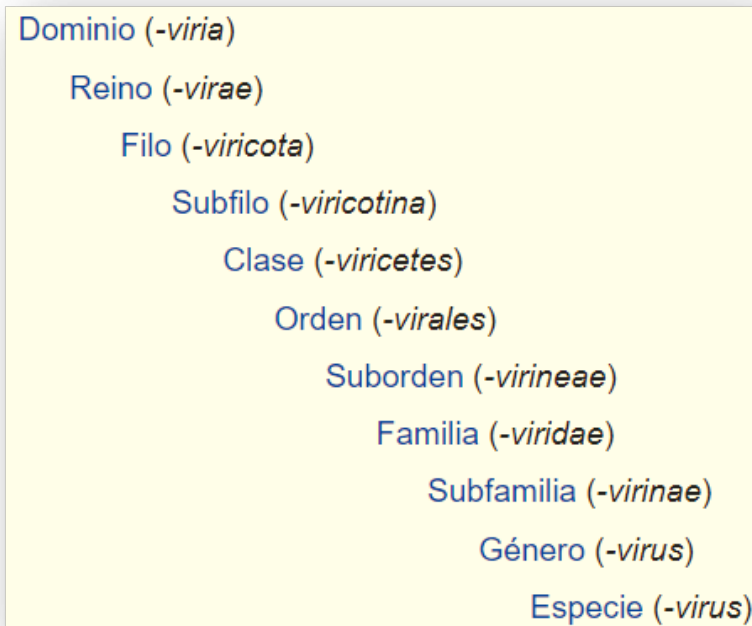 Dominio (-viria)
Reino (-virae)
Filo (-viricota)
Subfilo (-viricotina)
Clase (-viricetes)
Orden (-virales)
Suborden (-virineae)
Familia (-viridae)
Subfamilia (-virinae)
Género (-virus)
Especie (-virus)